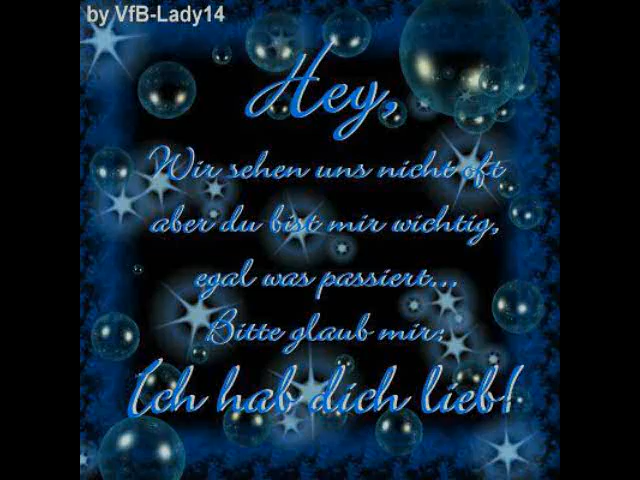 by VfB-Lady14
Hey,
Wir sehen uns nicht oft
aber du bist mir wichtig,
egal was passiert...
Bitte glaub mir:
Ich hab dich lieb!